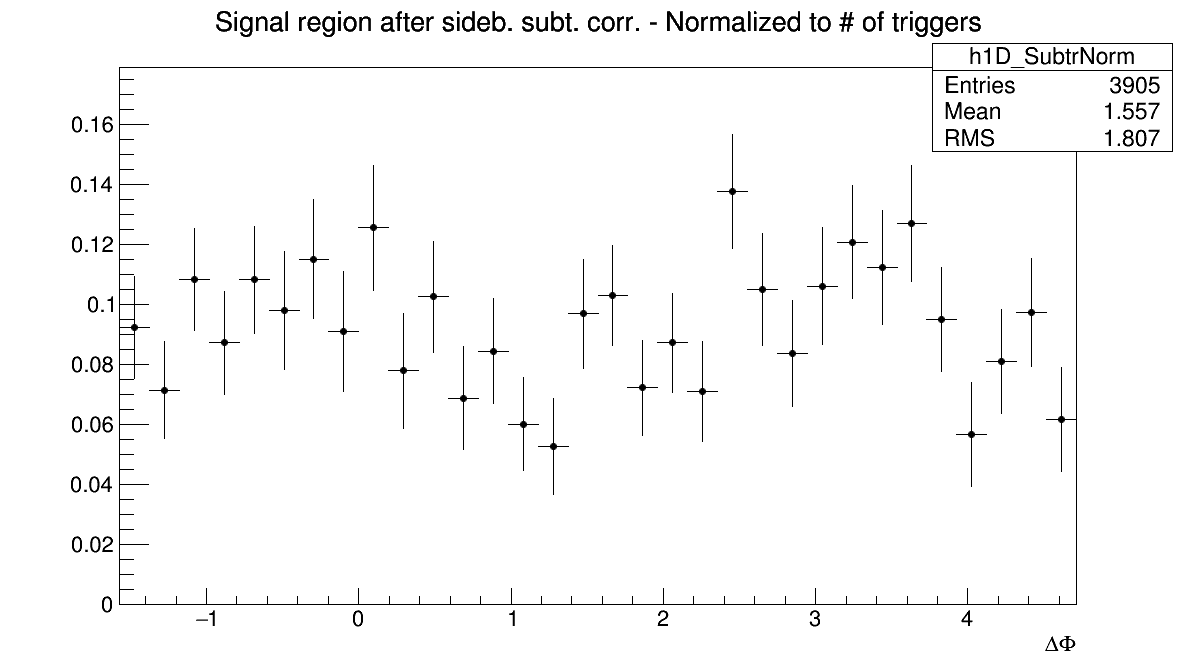 Signal region after sideb. subt. corr. - Normalized to # of triggers
h1D_SubtrNorm
Entries 3905
Mean 1.557
RMS 1.807
0.16
0.14
0.12
0.1
0.08
0.06
0.04
0.02
0
−1 0 1 2 3 4
ΔΦ